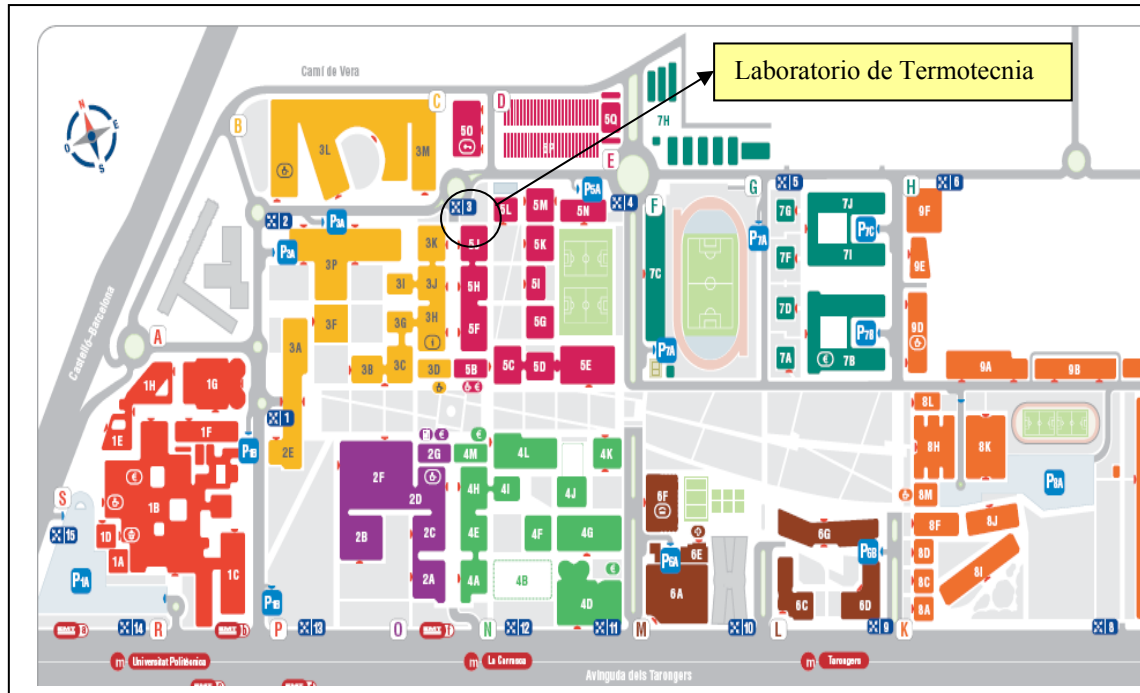 Laboratorio de Termotecnia
Camí de Vera
N
E
S
O
B
C
D
E
3L
3M
5O
5P
5Q
7H
2
P3A
3
5L
5M
5N
P5A
4
F
G
5
7G
7J
H
6
9F
P3A
3P
3K
5J
5K
7C
P7A
7F
7I
P7C
9E
3I
3J
5H
5I
3F
3G
3H
5F
5G
7D
P7B
9D
3A
3B
3C
3D
5B
5C
5D
5E
P7A
7A
7B
9A
9B
Castelló-Barcelona
A
1H
1G
1E
1F
1
P1B
2E
2F
2G
4M
4L
4K
8L
8H
8K
2D
4H
4I
4J
6F
8M
P8A
S
15
1B
1D
1A
1C
2B
2C
4E
4F
4G
P6A
6E
6G
P6B
8F
8J
8D
8I
P1A
P1B
2A
4A
4B
4D
6A
6C
6D
8C
8A
14
R
P
13
O
N
12
11
M
10
L
9
K
8
m Universitat Politècnica
m La Carrasca
m Tarongers
Avinguda dels Tarongers